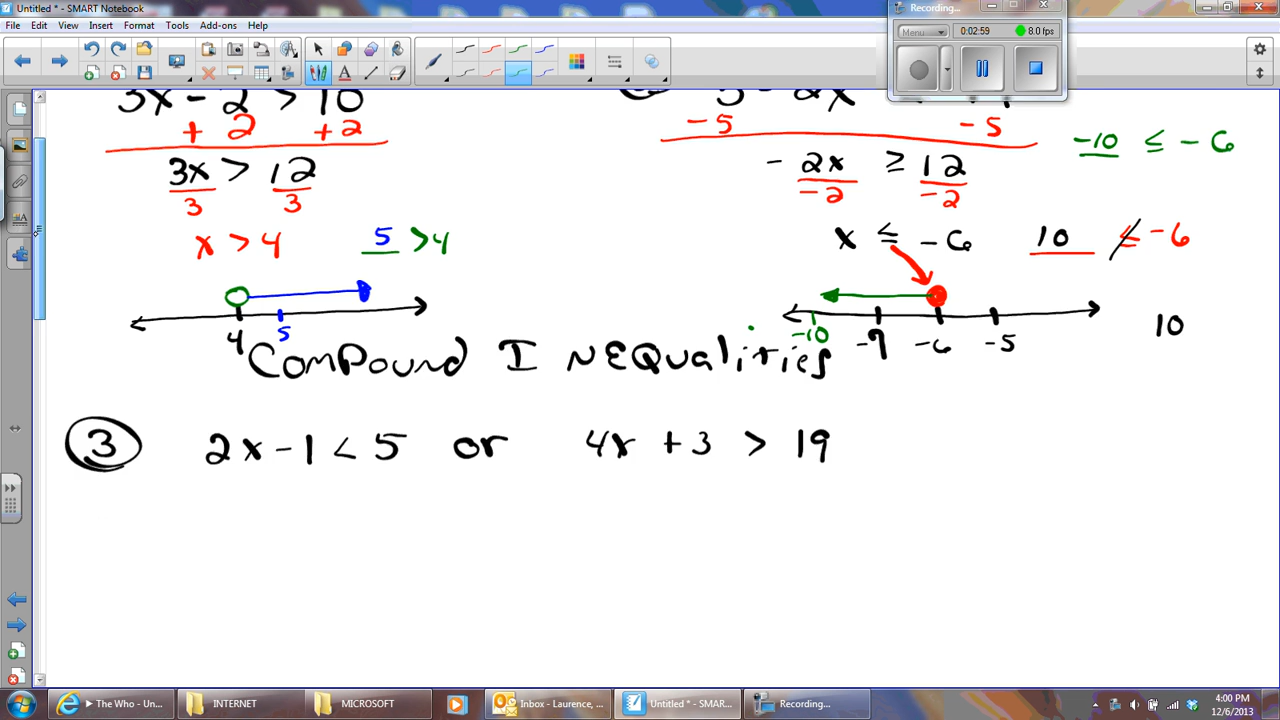 Untitled * - SMART Notebook
Recording...
File Edit View Insert Format Tools Add-ons Help
Menu 0:02:59 8.0 fps
3x - 2 > 10
+ 2 +2
3x > 12
3 3
x > 4 5 > 4
4 5
- 5 - 5
- 2x ≥ 12
-2 -2
-10 ≤ - 6
x ≤ -6 10 ≤ -6
-10 -7 -6 -5 10
Compound Inequalities
3 2x - 1 < 5 or 4x + 3 > 19
The Who - Un... INTERNET MICROSOFT Inbox - Laurence, ... Untitled * - SMAR... Recording...
4:00 PM
12/6/2013